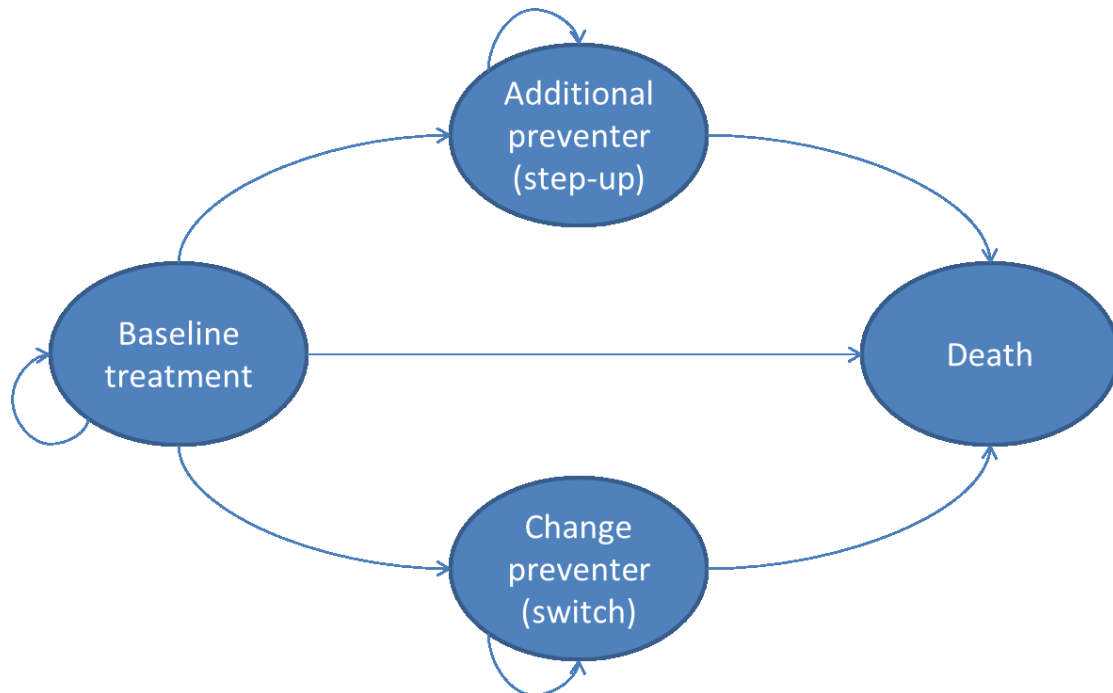 Additional
preventer
(step-up)
Baseline
treatment
Death
Change
preventer
(switch)